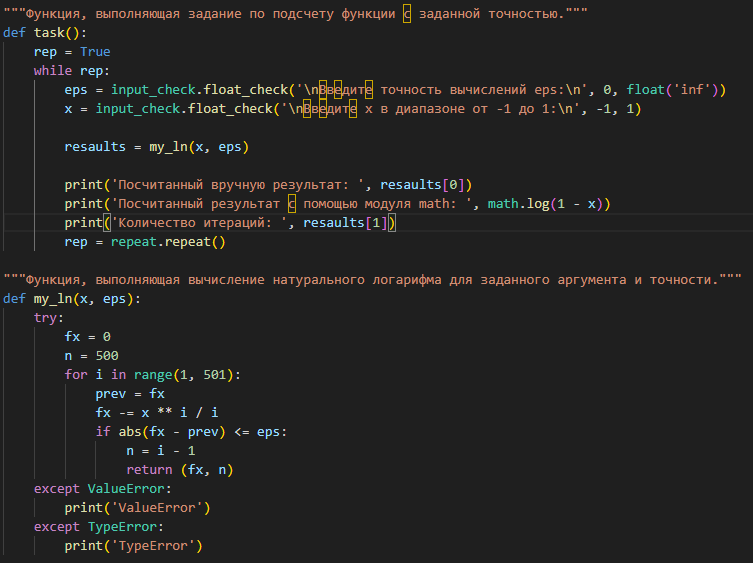 """Функция, выполняющая задание по подсчету функции с заданной точностью."""
def task():
    rep = True
    while rep:
        eps = input_check.float_check('\nВведите точность вычислений eps:\n', 0, float('inf'))
        x = input_check.float_check('\nВведите x в диапазоне от -1 до 1:\n', -1, 1)

        resaults = my_ln(x, eps)

        print('Посчитанный вручную результат: ', resaults[0])
        print('Посчитанный результат с помощью модуля math: ', math.log(1 - x))
        print('Количество итераций: ', resaults[1])
        rep = repeat.repeat()

"""Функция, выполняющая вычисление натурального логарифма для заданного аргумента и точности."""
def my_ln(x, eps):
    try:
        fx = 0
        n = 500
        for i in range(1, 501):
            prev = fx
            fx -= x ** i / i
            if abs(fx - prev) <= eps:
                n = i - 1
                return (fx, n)
    except ValueError:
        print('ValueError')
    except TypeError:
        print('TypeError')